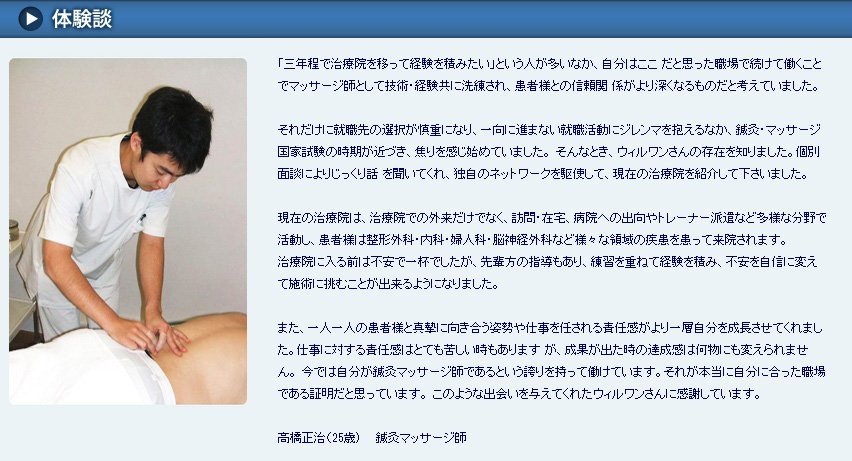 体験談
「三年程で治療院を移って経験を積みたい」という人が多いなか、自分はここ だと思った職場で続けて働くこと
でマッサージ師として技術・経験共に洗練され、患者様との信頼関 係がより深くなるものだと考えていました。
それだけに就職先の選択が慎重になり、一向に進まない就職活動にジレンマを抱えるなか、鍼灸・マッサージ
国家試験の時期が近づき、焦りを感じ始めていました。 そんなとき、ウィルワンさんの存在を知りました。個別
面談によりじっくり話 を聞いてくれ、独自のネットワークを駆使して、現在の治療院を紹介して下さいました。
現在の治療院は、治療院での外来だけでなく、訪問・在宅、病院への出向やトレーナー派遣など多様な分野で
活動し、患者様は整形外科・内科・婦人科・脳神経外科など様々な領域の疾患を患って来院されます。
治療院に入る前は不安で一杯でしたが、先輩方の指導もあり、練習を重ねて経験を積み、不安を自信に変え
て施術に挑むことが出来るようになりました。
また、一人一人の患者様と真摯に向き合う姿勢や仕事を任される責任感がより一層自分を成長させてくれまし
た。仕事に対する責任感はとても苦しい時もあります が、成果が出た時の達成感は何物にも変えられませ
ん。 今では自分が鍼灸マッサージ師であるという誇りを持って働けています。それが本当に自分に合った職場
である証明だと思っています。 このような出会いを与えてくれたウィルワンさんに感謝しています。
高橋正治（25歳）　鍼灸マッサージ師